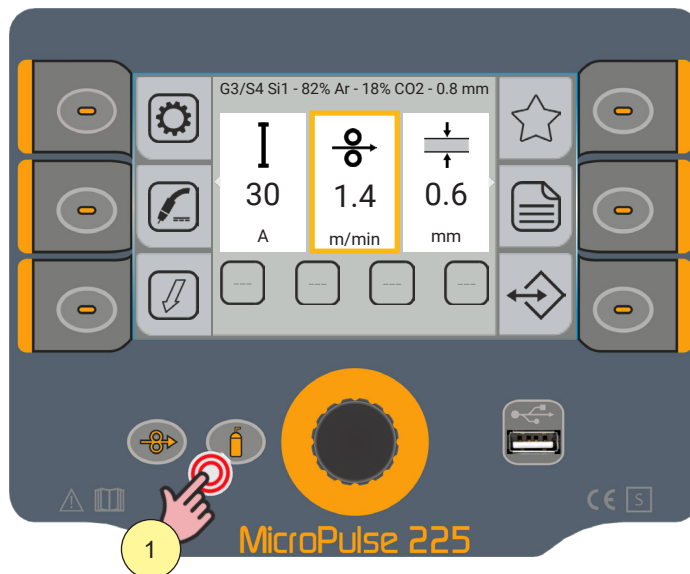 G3/S4 Si1 - 82% Ar - 18% CO2 - 0.8 mm
30
1.4
0.6
A
m/min
mm
---
---
---
---
CE S
1
MicroPulse 225